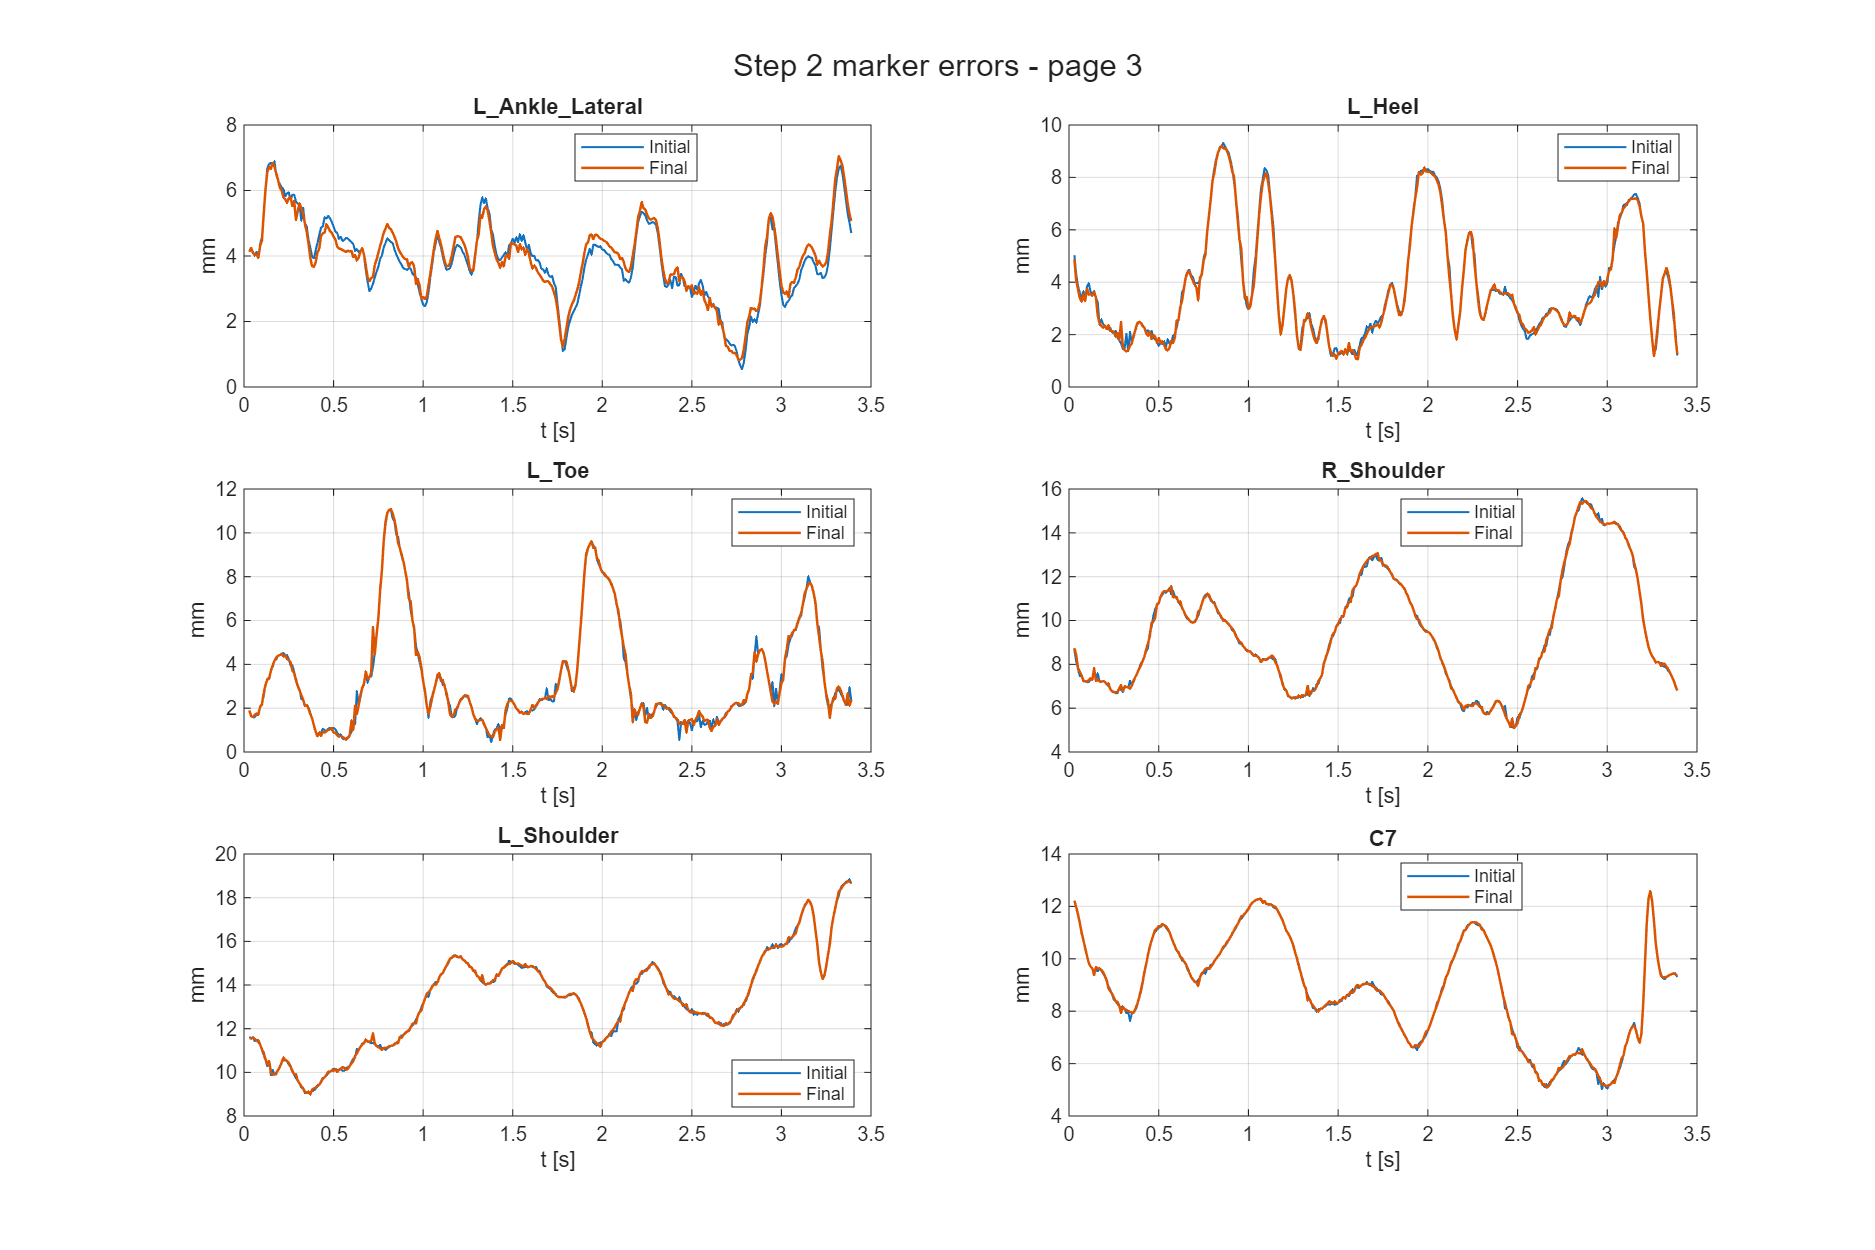 Step 2 marker errors - page 3
L_Ankle_Lateral
8
6
4
2
0
mm
Initial
Final
0 0.5 1 1.5 2 2.5 3 3.5
t [s]
L_Heel
10
8
6
4
2
0
mm
Initial
Final
0 0.5 1 1.5 2 2.5 3 3.5
t [s]
L_Toe
12
10
8
6
4
2
0
mm
Initial
Final
0 0.5 1 1.5 2 2.5 3 3.5
t [s]
R_Shoulder
16
14
12
10
8
6
4
mm
Initial
Final
0 0.5 1 1.5 2 2.5 3 3.5
t [s]
L_Shoulder
20
18
16
14
12
10
8
mm
Initial
Final
0 0.5 1 1.5 2 2.5 3 3.5
t [s]
C7
14
12
10
8
6
4
mm
Initial
Final
0 0.5 1 1.5 2 2.5 3 3.5
t [s]